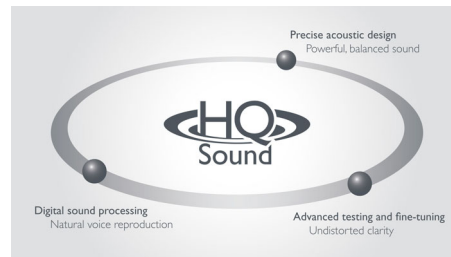 Precise acoustic design
Powerful, balanced sound
HQ
Sound
Digital sound processing
Natural voice reproduction
Advanced testing and fine-tuning
Undistorted clarity